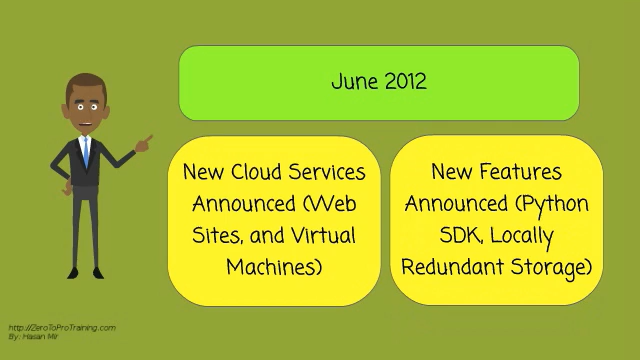 June 2012
New Cloud Services
Announced (Web
Sites, and Virtual
Machines)
New Features
Announced (Python
SDK, Locally
Redundant Storage)
http://ZeroToProTraining.com
By: Hasan Mir